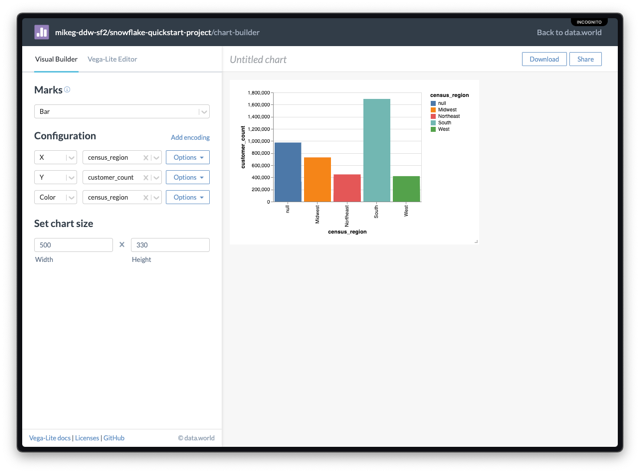 INCOGNITO
mikeg-ddw-sf2/snowflake-quickstart-project/chart-builder
Back to data.world
Visual Builder
Vega-Lite Editor
Untitled chart
Download
Share
Marks
Bar
Configuration
Add encoding
X
census_region
Options
Y
customer_count
Options
Color
census_region
Options
Set chart size
500
X
330
Width
Height
1,800,000
1,600,000
1,400,000
1,200,000
1,000,000
800,000
600,000
400,000
200,000
0
customer_count
null
Midwest
Northeast
South
West
census_region
census_region
null
Midwest
Northeast
South
West
Vega-Lite docs | Licenses | GitHub
© data.world